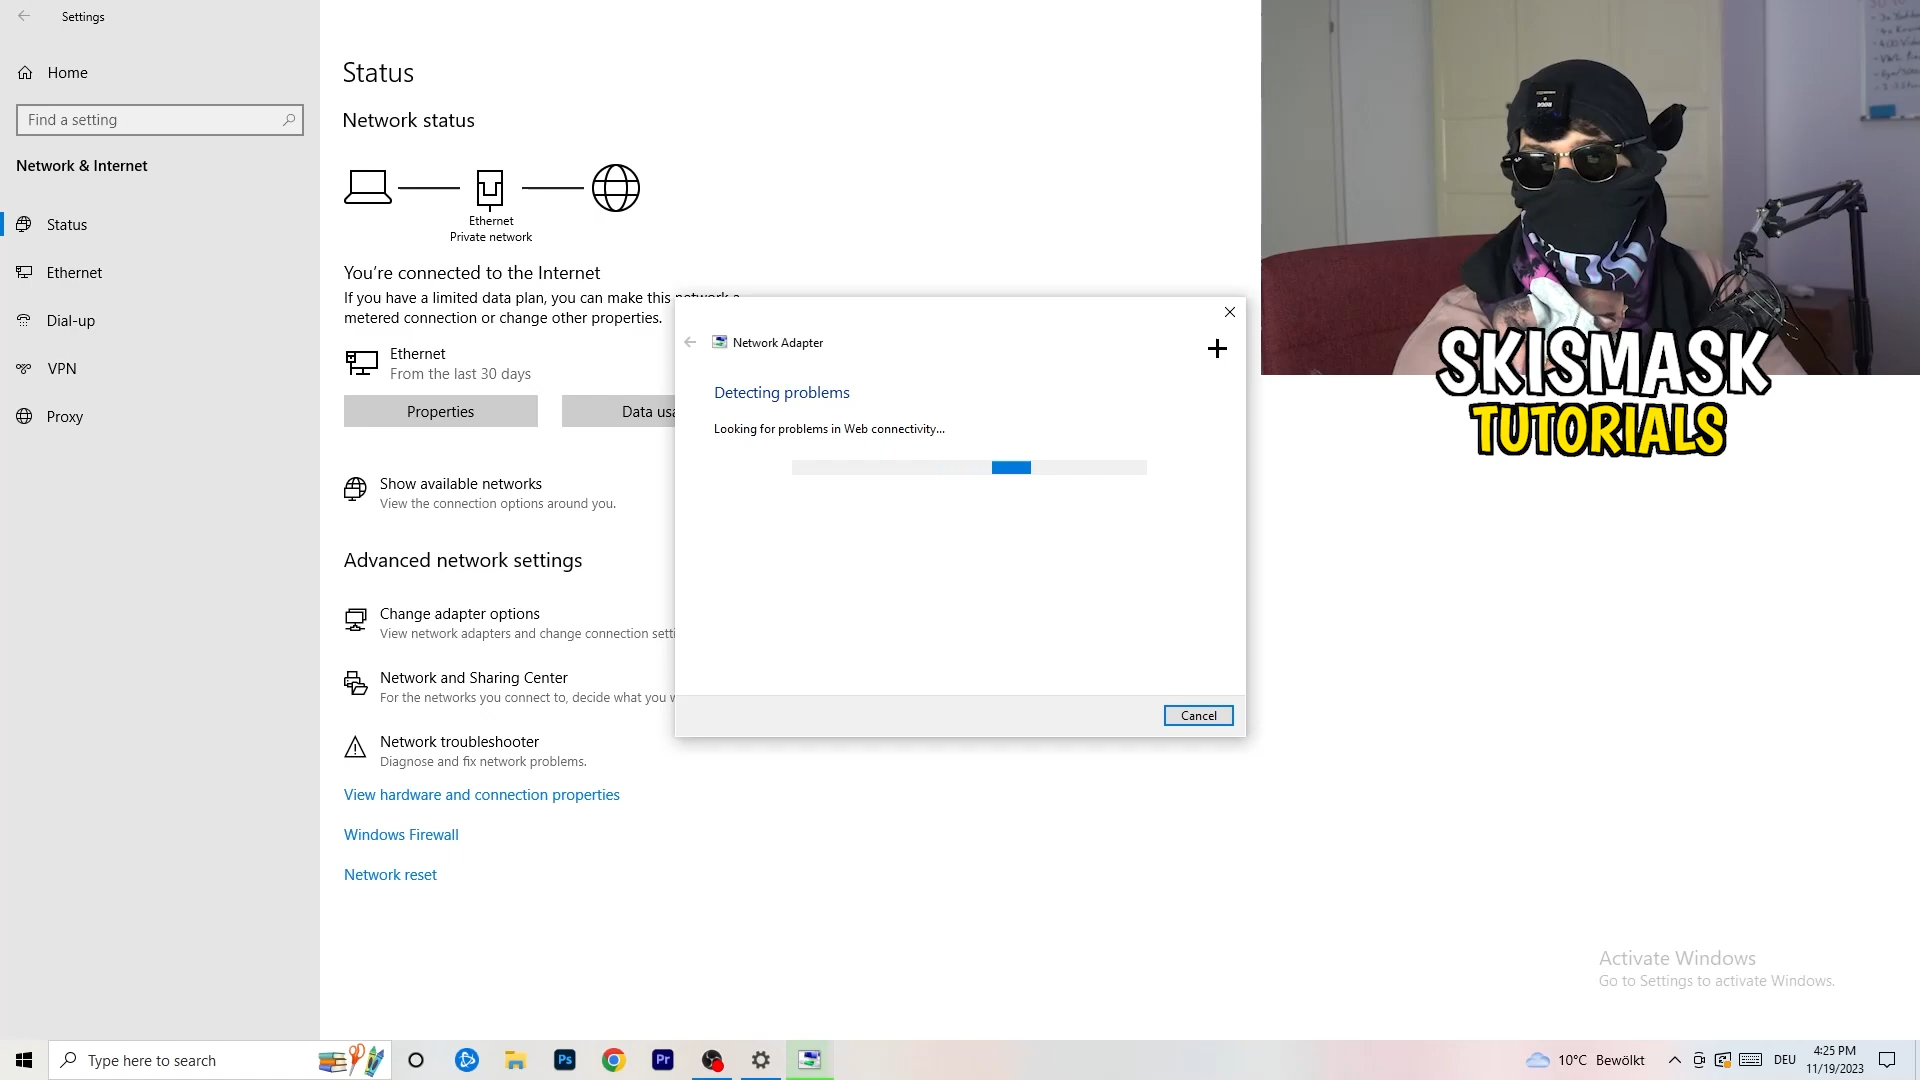 Settings
Home
Find a setting
Network & Internet
Status
Ethernet
Dial-up
VPN
Proxy
Status
Network status
Ethernet
Private network
You're connected to the Internet
If you have a limited data plan, you can make this network a
metered connection or change other properties.
Ethernet
From the last 30 days
Properties
Data usa
Show available networks
View the connection options around you.
Advanced network settings
Change adapter options
View network adapters and change connection setti
Network and Sharing Center
For the networks you connect to, decide what you w
Network troubleshooter
Diagnose and fix network problems.
View hardware and connection properties
Windows Firewall
Network reset
Network Adapter
Detecting problems
Looking for problems in Web connectivity...
Cancel
SKISMASK
TUTORIALS
Activate Windows
Go to Settings to activate Windows.
Type here to search
Ps
Pr
10°C Bewölkt
DEU
4:25 PM
11/19/2023